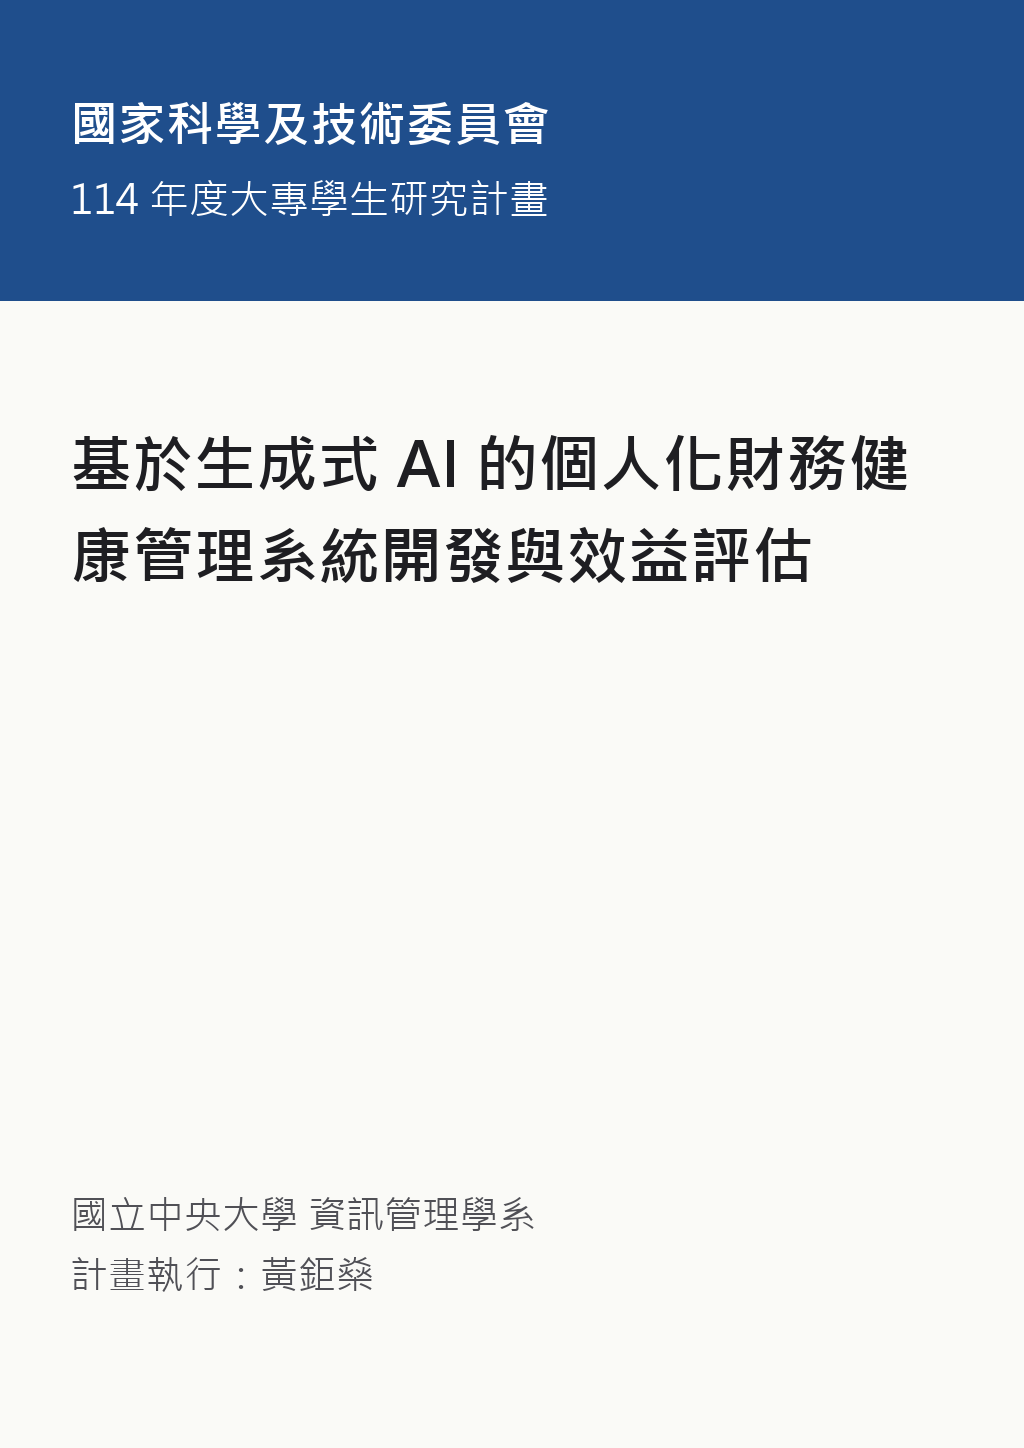 國家科學及技術委員會
114 年度大專學生研究計畫
基於生成式 AI 的個人化財務健
康管理系統開發與效益評估
國立中央大學 資訊管理學系
計畫執行：黃鉅燊